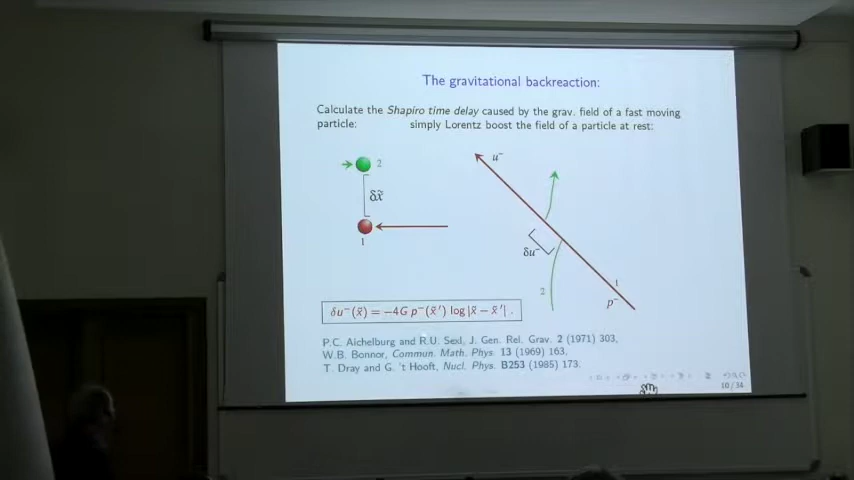 The gravitational backreaction:
Calculate the Shapiro time delay caused by the grav. field of a fast moving
particle: simply Lorentz boost the field of a particle at rest:
2
δx̃
1
u⁻
δu⁻
2
1
p⁻
δu⁻(x̃) = −4G p⁻(x̃′) log|x̃ − x̃′| .
P.C. Aichelburg and R.U. Sexl, J. Gen. Rel. Grav. 2 (1971) 303,
W.B. Bonnor, Commun. Math. Phys. 13 (1969) 163,
T. Dray and G. 't Hooft, Nucl. Phys. B253 (1985) 173.
10 / 34